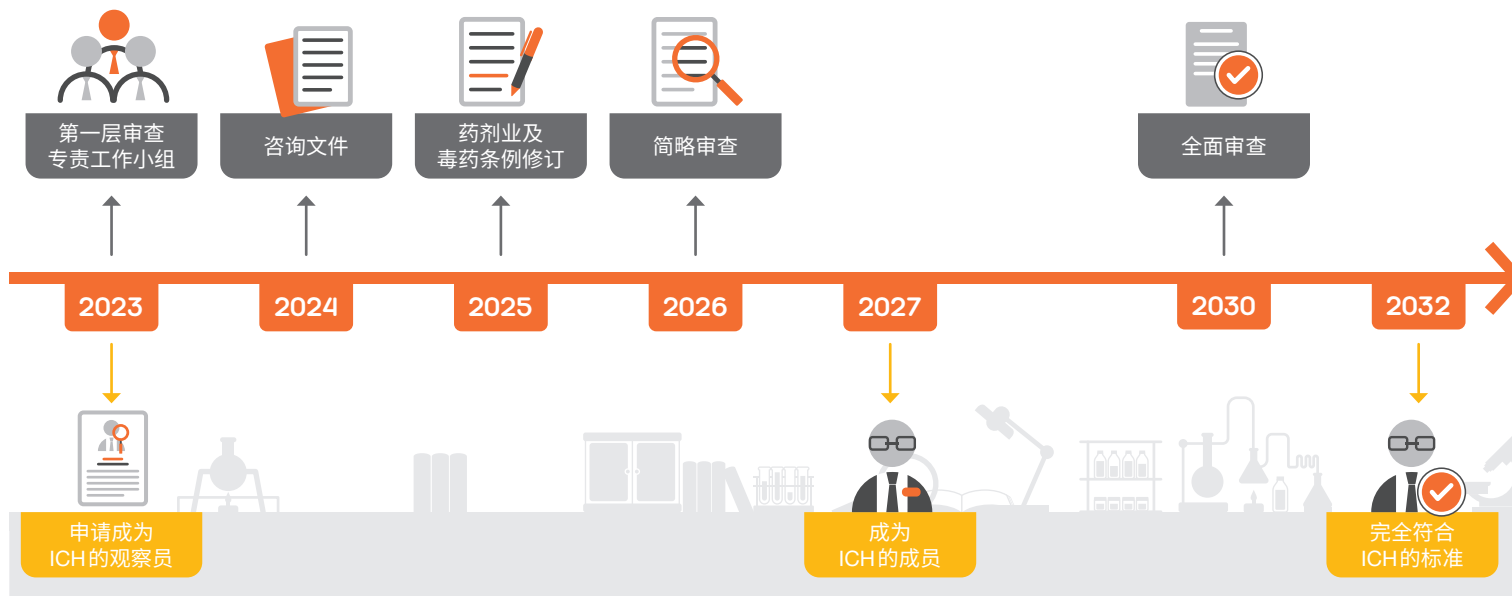 第一层审查
专责工作小组
咨询文件
药剂业及
毒药条例修订
简略审查
全面审查
2023
2024
2025
2026
2027
2030
2032
申请成为
ICH的观察员
成为
ICH的成员
完全符合
ICH的标准